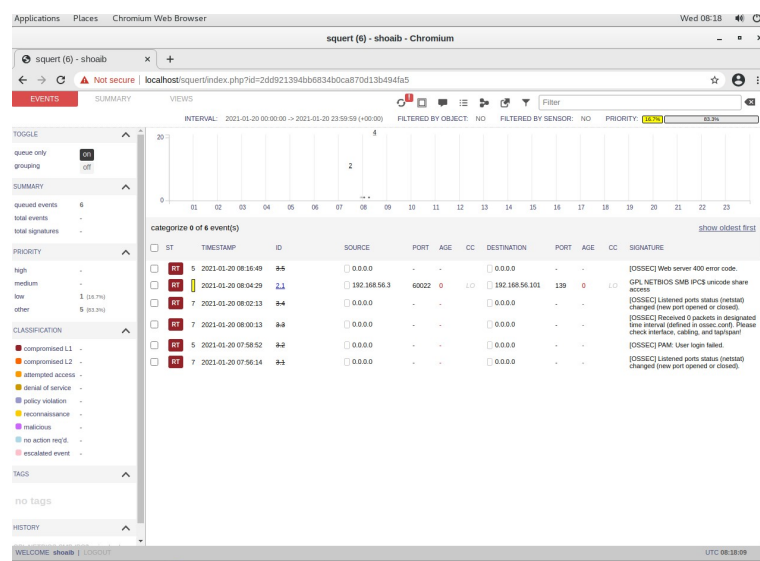 Applications Places Chromium Web Browser Wed 08:18
squert (6) - shoaib - Chromium
squert (6) - shoaib
Not secure | localhost/squert/index.php?id=2dd921394bb6834b0ca870d13b494fa5
EVENTS SUMMARY VIEWS Filter
INTERVAL: 2021-01-20 00:00:00 -> 2021-01-20 23:59:59 (+00:00) FILTERED BY OBJECT: NO FILTERED BY SENSOR: NO PRIORITY: 16.7% 83.3%
TOGGLE
queue only on
grouping off
SUMMARY
queued events 6
total events -
total signatures -
PRIORITY
high -
medium -
low 1 (16.7%)
other 5 (83.3%)
CLASSIFICATION
compromised L1 -
compromised L2 -
attempted access -
denial of service -
policy violation -
reconnaissance -
malicious -
no action req'd. -
escalated event -
TAGS
no tags
HISTORY
WELCOME shoaib | LOGOUT
20
4
2
0
01 02 03 04 05 06 07 08 09 10 11 12 13 14 15 16 17 18 19 20 21 22 23
categorize 0 of 6 event(s) show oldest first
ST TIMESTAMP ID SOURCE PORT AGE CC DESTINATION PORT AGE CC SIGNATURE
RT 5 2021-01-20 08:16:49 3.5 0.0.0.0 - - 0.0.0.0 - - [OSSEC] Web server 400 error code.
RT 2021-01-20 08:04:29 2.1 192.168.56.3 60022 0 LO 192.168.56.101 139 0 LO GPL NETBIOS SMB IPC$ unicode share
access
RT 7 2021-01-20 08:02:13 3.4 0.0.0.0 - - 0.0.0.0 - - [OSSEC] Listened ports status (netstat)
changed (new port opened or closed).
RT 7 2021-01-20 08:00:13 3.3 0.0.0.0 - - 0.0.0.0 - - [OSSEC] Received 0 packets in designated
time interval (defined in ossec.conf). Please
check interface, cabling, and tap/span!
RT 5 2021-01-20 07:58:52 3.2 0.0.0.0 - - 0.0.0.0 - - [OSSEC] PAM: User login failed.
RT 7 2021-01-20 07:56:14 3.1 0.0.0.0 - - 0.0.0.0 - - [OSSEC] Listened ports status (netstat)
changed (new port opened or closed).
UTC 08:18:09